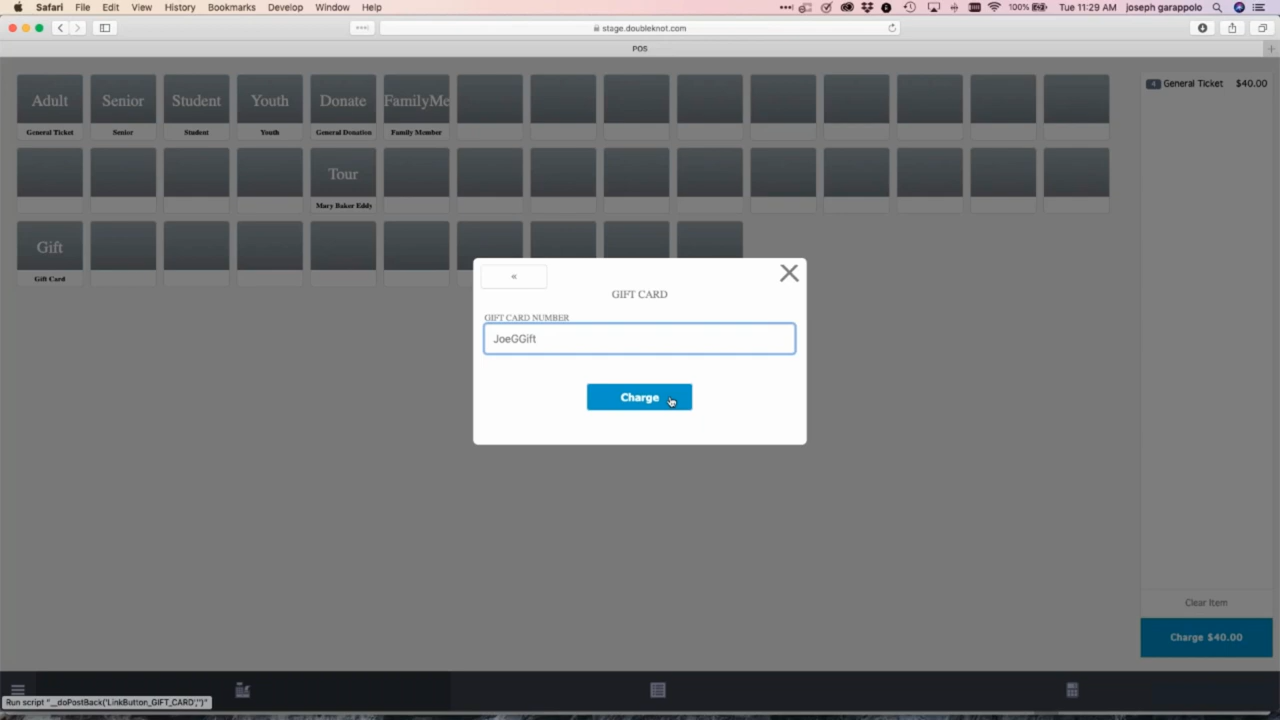 Safari File Edit View History Bookmarks Develop Window Help 100% Tue 11:29 AM joseph garappolo
stage.doubleknot.com
POS
Adult Senior Student Youth Donate FamilyMe
General Ticket Senior Student Youth General Donation Family Member
4 General Ticket $40.00
Tour
Mary Baker Eddy
Gift
Gift Card
«
GIFT CARD
GIFT CARD NUMBER
JoeGGift
Charge
Clear Item
Charge $40.00
Run script "__doPostBack('LinkButton_GIFT_CARD','')"